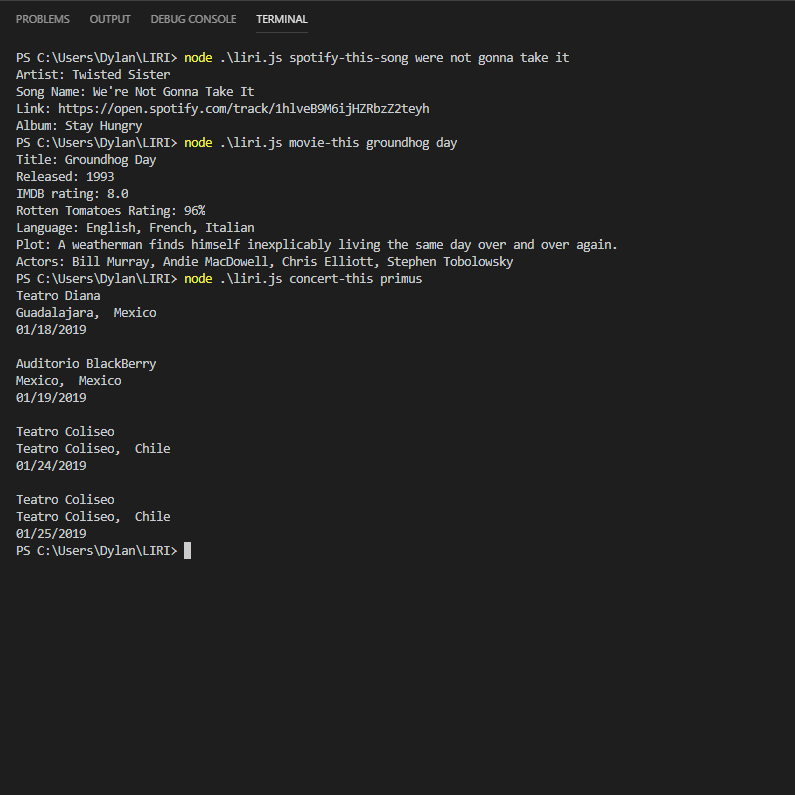 PROBLEMS OUTPUT DEBUG CONSOLE TERMINAL
PS C:\Users\Dylan\LIRI> node .\liri.js spotify-this-song were not gonna take it
Artist: Twisted Sister
Song Name: We're Not Gonna Take It
Link: https://open.spotify.com/track/1hlveB9M6ijHZRbzZ2teyh
Album: Stay Hungry
PS C:\Users\Dylan\LIRI> node .\liri.js movie-this groundhog day
Title: Groundhog Day
Released: 1993
IMDB rating: 8.0
Rotten Tomatoes Rating: 96%
Language: English, French, Italian
Plot: A weatherman finds himself inexplicably living the same day over and over again.
Actors: Bill Murray, Andie MacDowell, Chris Elliott, Stephen Tobolowsky
PS C:\Users\Dylan\LIRI> node .\liri.js concert-this primus
Teatro Diana
Guadalajara,  Mexico
01/18/2019

Auditorio BlackBerry
Mexico,  Mexico
01/19/2019

Teatro Coliseo
Teatro Coliseo,  Chile
01/24/2019

Teatro Coliseo
Teatro Coliseo,  Chile
01/25/2019
PS C:\Users\Dylan\LIRI>